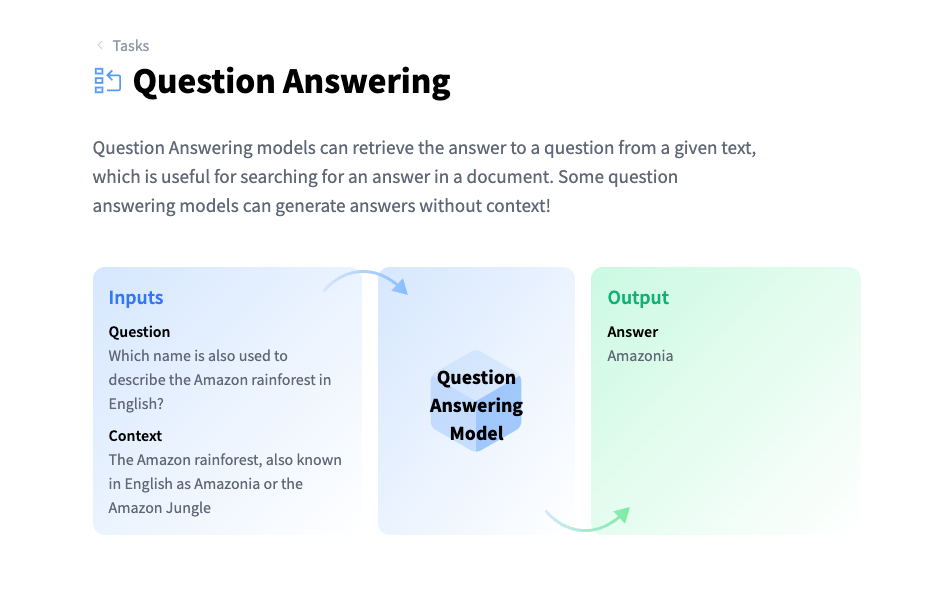 Tasks
Question Answering
Question Answering models can retrieve the answer to a question from a given text,
which is useful for searching for an answer in a document. Some question
answering models can generate answers without context!
Inputs
Question
Which name is also used to
describe the Amazon rainforest in
English?
Context
The Amazon rainforest, also known
in English as Amazonia or the
Amazon Jungle
Question
Answering
Model
Output
Answer
Amazonia